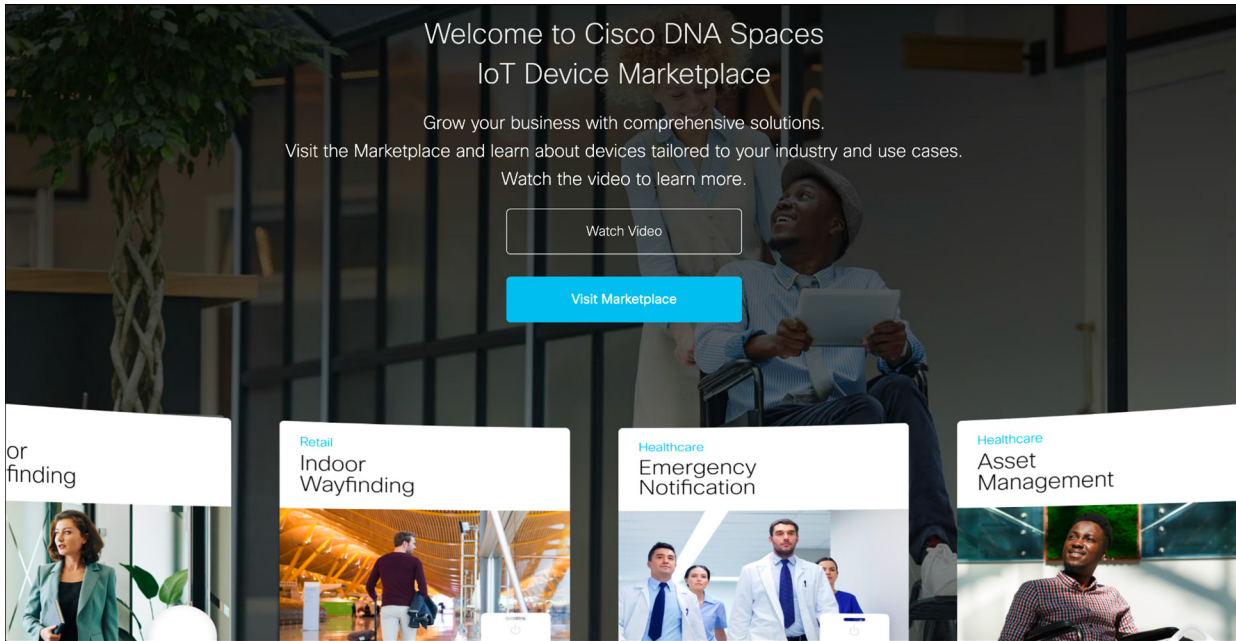 Welcome to Cisco DNA Spaces
IoT Device Marketplace
Grow your business with comprehensive solutions.
Visit the Marketplace and learn about devices tailored to your industry and use cases.
Watch the video to learn more.
Watch Video
Visit Marketplace
or
finding
Retail
Indoor
Wayfinding
Healthcare
Emergency
Notification
Healthcare
Asset
Management